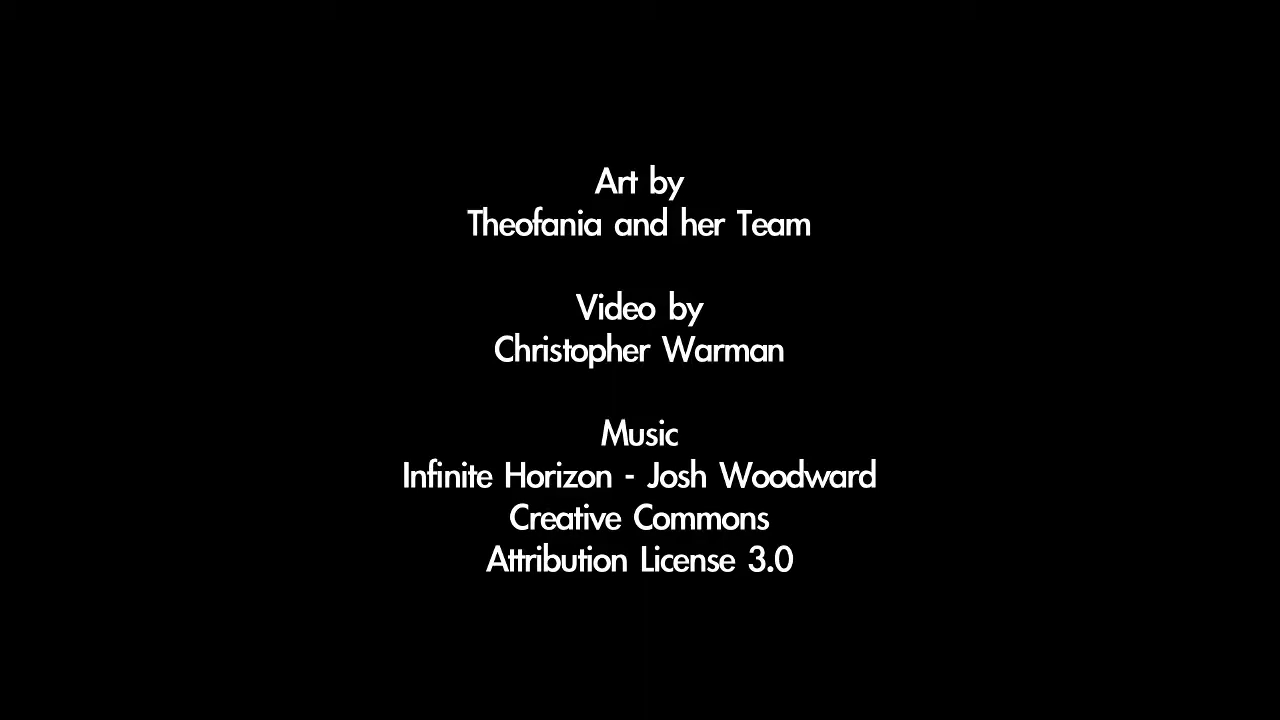 Art by
Theofania and her Team
Video by
Christopher Warman
Music
Infinite Horizon - Josh Woodward
Creative Commons
Attribution License 3.0